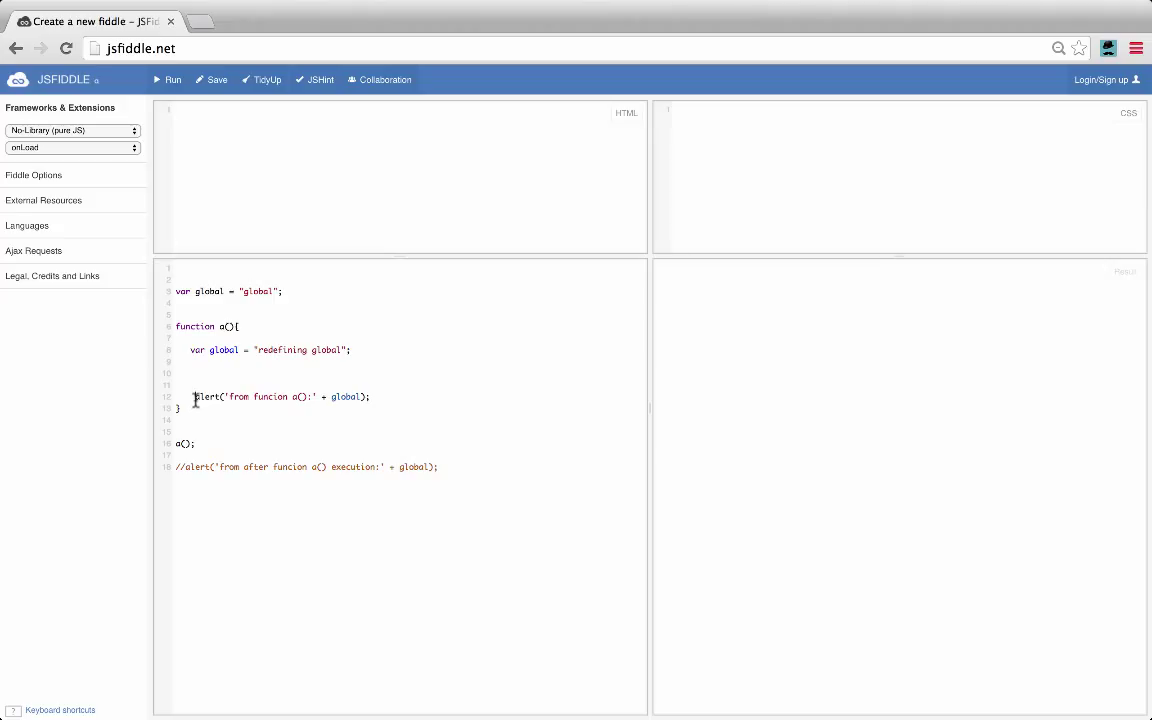 Create a new fiddle – JSFid
jsfiddle.net
JSFIDDLE α
Run
Save
TidyUp
JSHint
Collaboration
Login/Sign up
Frameworks & Extensions
No-Library (pure JS)
onLoad
Fiddle Options
External Resources
Languages
Ajax Requests
Legal, Credits and Links
1
HTML
1
CSS
1
2
3 var global = "global";
4
5
6 function a(){
7
8 var global = "redefining global";
9
10
11
12 alert('from funcion a():' + global);
13 }
14
15
16 a();
17
18 //alert('from after funcion a() execution:' + global);
Result
? Keyboard shortcuts